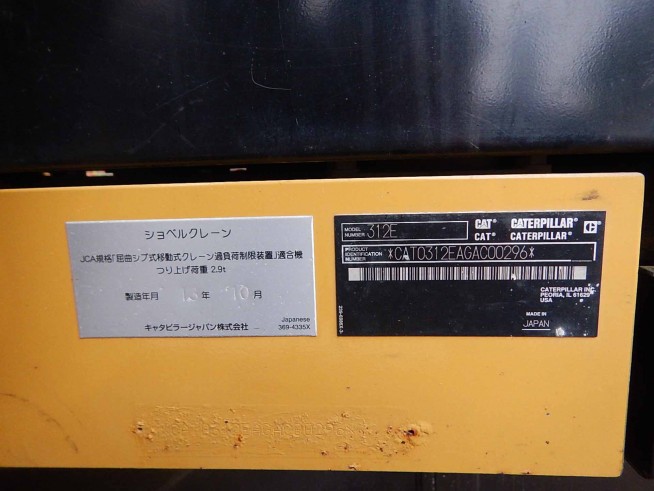 ショベルクレーン
JCA規格「屈曲ジブ式移動式クレーン過負荷制限装置」適合機
つり上げ荷重 2.9t
製造年月 13年 10月
Japanese
キャタピラージャパン株式会社 369-4335X
MODEL 312E
CAT CATERPILLAR C
CAT® CATERPILLAR®
PRODUCT IDENTIFICATION NUMBER *CAT0312EAGAC00296*
CATERPILLAR INC.
PEORIA, IL 61629
USA
MADE IN
JAPAN